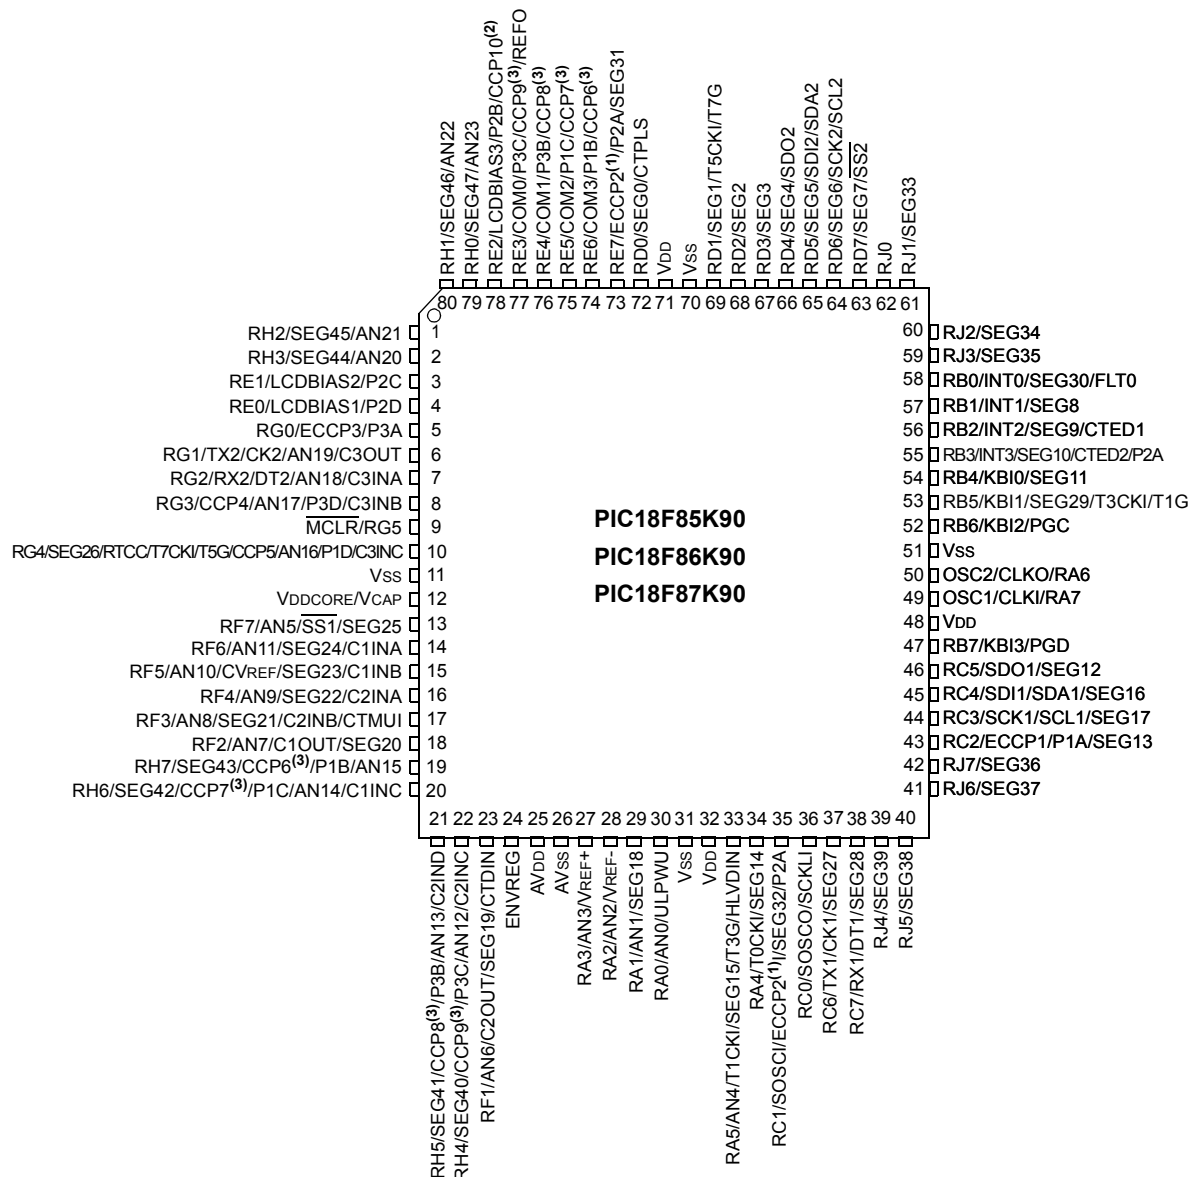 RH1/SEG46/AN22
RH0/SEG47/AN23
RE2/LCDBIAS3/P2B/CCP10(2)
RE3/COM0/P3C/CCP9(3)/REFO
RE4/COM1/P3B/CCP8(3)
RE5/COM2/P1C/CCP7(3)
RE6/COM3/P1B/CCP6(3)
RE7/ECCP2(1)/P2A/SEG31
RD0/SEG0/CTPLS
VDD
VSS
RD1/SEG1/T5CKI/T7G
RD2/SEG2
RD3/SEG3
RD4/SEG4/SDO2
RD5/SEG5/SDI2/SDA2
RD6/SEG6/SCK2/SCL2
RD7/SEG7/SS2
RJ0
RJ1/SEG33
80 79 78 77 76 75 74 73 72 71 70 69 68 67 66 65 64 63 62 61
RH2/SEG45/AN21 1
RH3/SEG44/AN20 2
RE1/LCDBIAS2/P2C 3
RE0/LCDBIAS1/P2D 4
RG0/ECCP3/P3A 5
RG1/TX2/CK2/AN19/C3OUT 6
RG2/RX2/DT2/AN18/C3INA 7
RG3/CCP4/AN17/P3D/C3INB 8
MCLR/RG5 9
RG4/SEG26/RTCC/T7CKI/T5G/CCP5/AN16/P1D/C3INC 10
VSS 11
VDDCORE/VCAP 12
RF7/AN5/SS1/SEG25 13
RF6/AN11/SEG24/C1INA 14
RF5/AN10/CVREF/SEG23/C1INB 15
RF4/AN9/SEG22/C2INA 16
RF3/AN8/SEG21/C2INB/CTMUI 17
RF2/AN7/C1OUT/SEG20 18
RH7/SEG43/CCP6(3)/P1B/AN15 19
RH6/SEG42/CCP7(3)/P1C/AN14/C1INC 20
PIC18F85K90
PIC18F86K90
PIC18F87K90
60 RJ2/SEG34
59 RJ3/SEG35
58 RB0/INT0/SEG30/FLT0
57 RB1/INT1/SEG8
56 RB2/INT2/SEG9/CTED1
55 RB3/INT3/SEG10/CTED2/P2A
54 RB4/KBI0/SEG11
53 RB5/KBI1/SEG29/T3CKI/T1G
52 RB6/KBI2/PGC
51 VSS
50 OSC2/CLKO/RA6
49 OSC1/CLKI/RA7
48 VDD
47 RB7/KBI3/PGD
46 RC5/SDO1/SEG12
45 RC4/SDI1/SDA1/SEG16
44 RC3/SCK1/SCL1/SEG17
43 RC2/ECCP1/P1A/SEG13
42 RJ7/SEG36
41 RJ6/SEG37
21 22 23 24 25 26 27 28 29 30 31 32 33 34 35 36 37 38 39 40
RH5/SEG41/CCP8(3)/P3B/AN13/C2IND
RH4/SEG40/CCP9(3)/P3C/AN12/C2INC
RF1/AN6/C2OUT/SEG19/CTDIN
ENVREG
AVDD
AVSS
RA3/AN3/VREF+
RA2/AN2/VREF-
RA1/AN1/SEG18
RA0/AN0/ULPWU
VSS
VDD
RA5/AN4/T1CKI/SEG15/T3G/HLVDIN
RA4/T0CKI/SEG14
RC1/SOSCI/ECCP2(1)I/SEG32/P2A
RC0/SOSCO/SCKLI
RC6/TX1/CK1/SEG27
RC7/RX1/DT1/SEG28
RJ4/SEG39
RJ5/SEG38